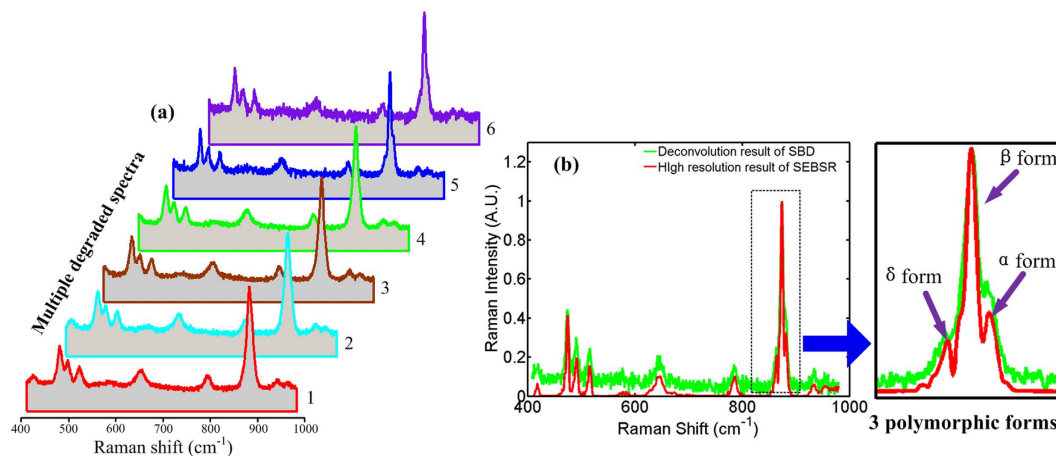 (a)
Multiple degraded spectra
1
2
3
4
5
6
400 500 600 700 800 900 1000
Raman shift (cm-1)
(b)
Deconvolution result of SBD
HIgh resolution result of SEBSR
1.2
1
0.8
0.6
0.4
0.2
0
400 600 800 1000
Raman Intensity (A.U.)
Raman Shift (cm-1)
β form
α form
δ form
3 polymorphic forms